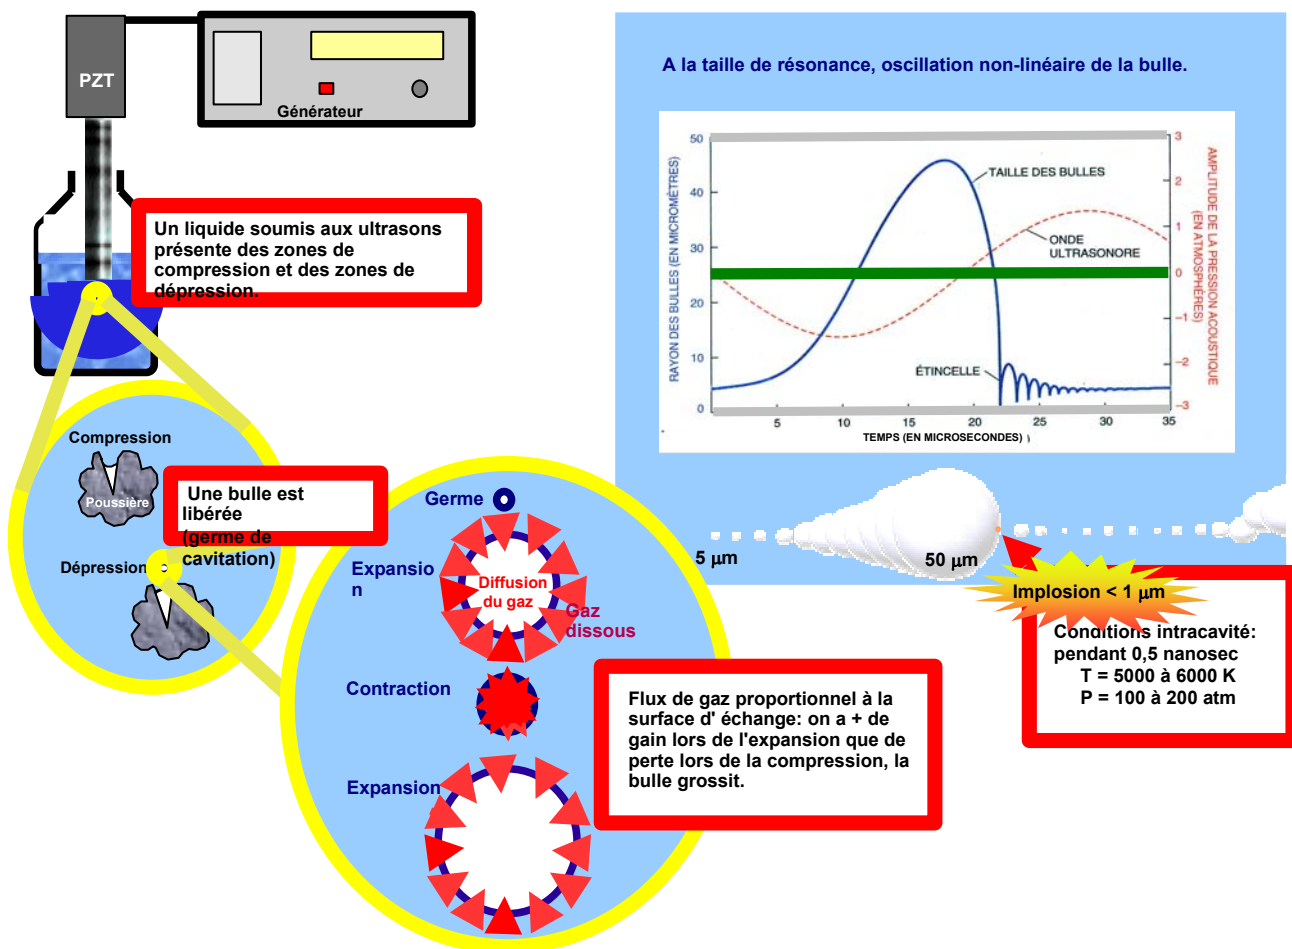 PZT
Générateur
Un liquide soumis aux ultrasons
présente des zones de
compression et des zones de
dépression.
Compression
Poussière
Une bulle est
libérée
(germe de
cavitation)
Dépression
Germe
Expansio
n
Diffusion
du gaz
Gaz
dissous
Contraction
Expansion
Flux de gaz proportionnel à la
surface d' échange: on a + de
gain lors de l'expansion que de
perte lors de la compression, la
bulle grossit.
A la taille de résonance, oscillation non-linéaire de la bulle.
RAYON DES BULLES (EN MICROMÈTRES)
50
40
30
20
10
0
TAILLE DES BULLES
ONDE
ULTRASONORE
ÉTINCELLE
3
2
1
0
−1
−2
−3
AMPLITUDE DE LA PRESSION ACOUSTIQUE
(EN ATMOSPHÈRES)
5
10
15
20
25
30
35
TEMPS (EN MICROSECONDES)
5 µm
50 µm
Implosion < 1 µm
Conditions intracavité:
pendant 0,5 nanosec
T = 5000 à 6000 K
P = 100 à 200 atm